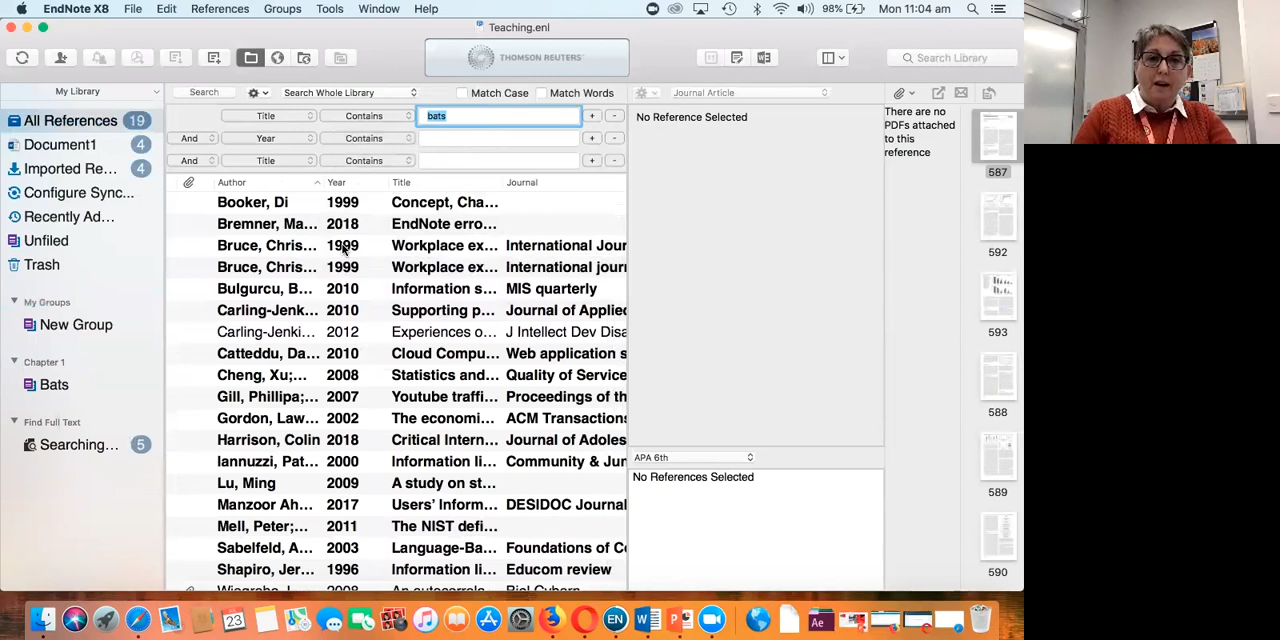 EndNote X8 File Edit References Groups Tools Window Help 98% Mon 11:04 am
Teaching.enl
THOMSON REUTERS
Search Library
My Library
Search Search Whole Library Match Case Match Words
Journal Article
All References 19
Document1 4
Imported Re... 4
Configure Sync...
Recently Ad...
Unfiled
Trash
My Groups
New Group
Chapter 1
Bats
Find Full Text
Searching... 5
Title Contains bats + -
And Year Contains + -
And Title Contains + -
Author Year Title Journal
Booker, Di 1999 Concept, Cha...
Bremner, Ma... 2018 EndNote erro...
Bruce, Chris... 1999 Workplace ex... International Jour
Bruce, Chris... 1999 Workplace ex... International jour
Bulgurcu, B... 2010 Information s... MIS quarterly
Carling-Jenk... 2010 Supporting p... Journal of Applie
Carling-Jenki... 2012 Experiences o... J Intellect Dev Disa
Catteddu, Da... 2010 Cloud Compu... Web application s
Cheng, Xu;... 2008 Statistics and... Quality of Service
Gill, Phillipa;... 2007 Youtube traffi... Proceedings of the
Gordon, Law... 2002 The economi... ACM Transactions
Harrison, Colin 2018 Critical Intern... Journal of Adoles
Iannuzzi, Pat... 2000 Information li... Community & Jun
Lu, Ming 2009 A study on st...
Manzoor Ah... 2017 Users' Inform... DESIDOC Journal
Mell, Peter;... 2011 The NIST defi...
Sabelfeld, A... 2003 Language-Ba... Foundations of Co
Shapiro, Jer... 1996 Information li... Educom review
No Reference Selected
APA 6th
No References Selected
There are no
PDFs attached
to this
reference
587
592
593
588
589
590
23
EN
W
P
Ae